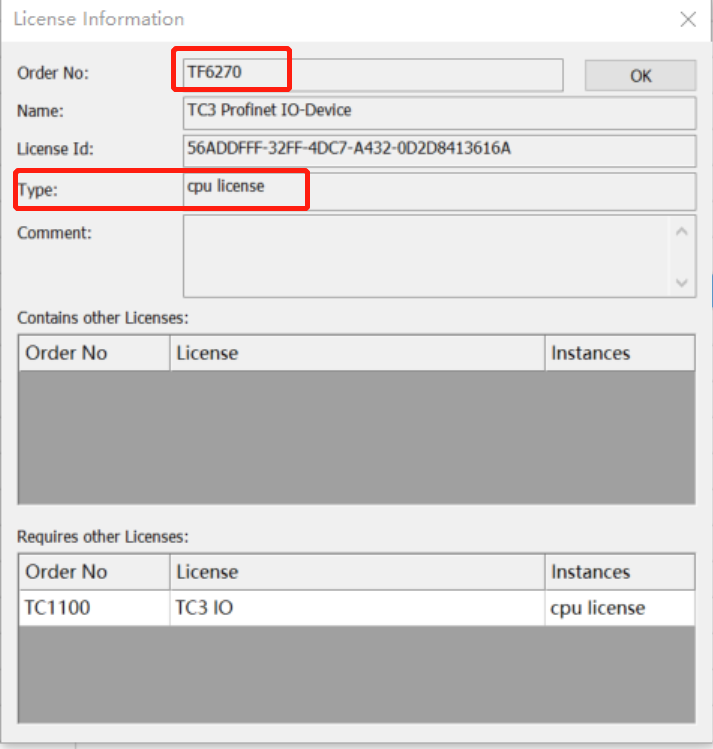 License Information
Order No: TF6270 OK
Name: TC3 Profinet IO-Device
License Id: 56ADDFFF-32FF-4DC7-A432-0D2D8413616A
Type: cpu license
Comment:
Contains other Licenses:
Order No License Instances
Requires other Licenses:
Order No License Instances
TC1100 TC3 IO cpu license